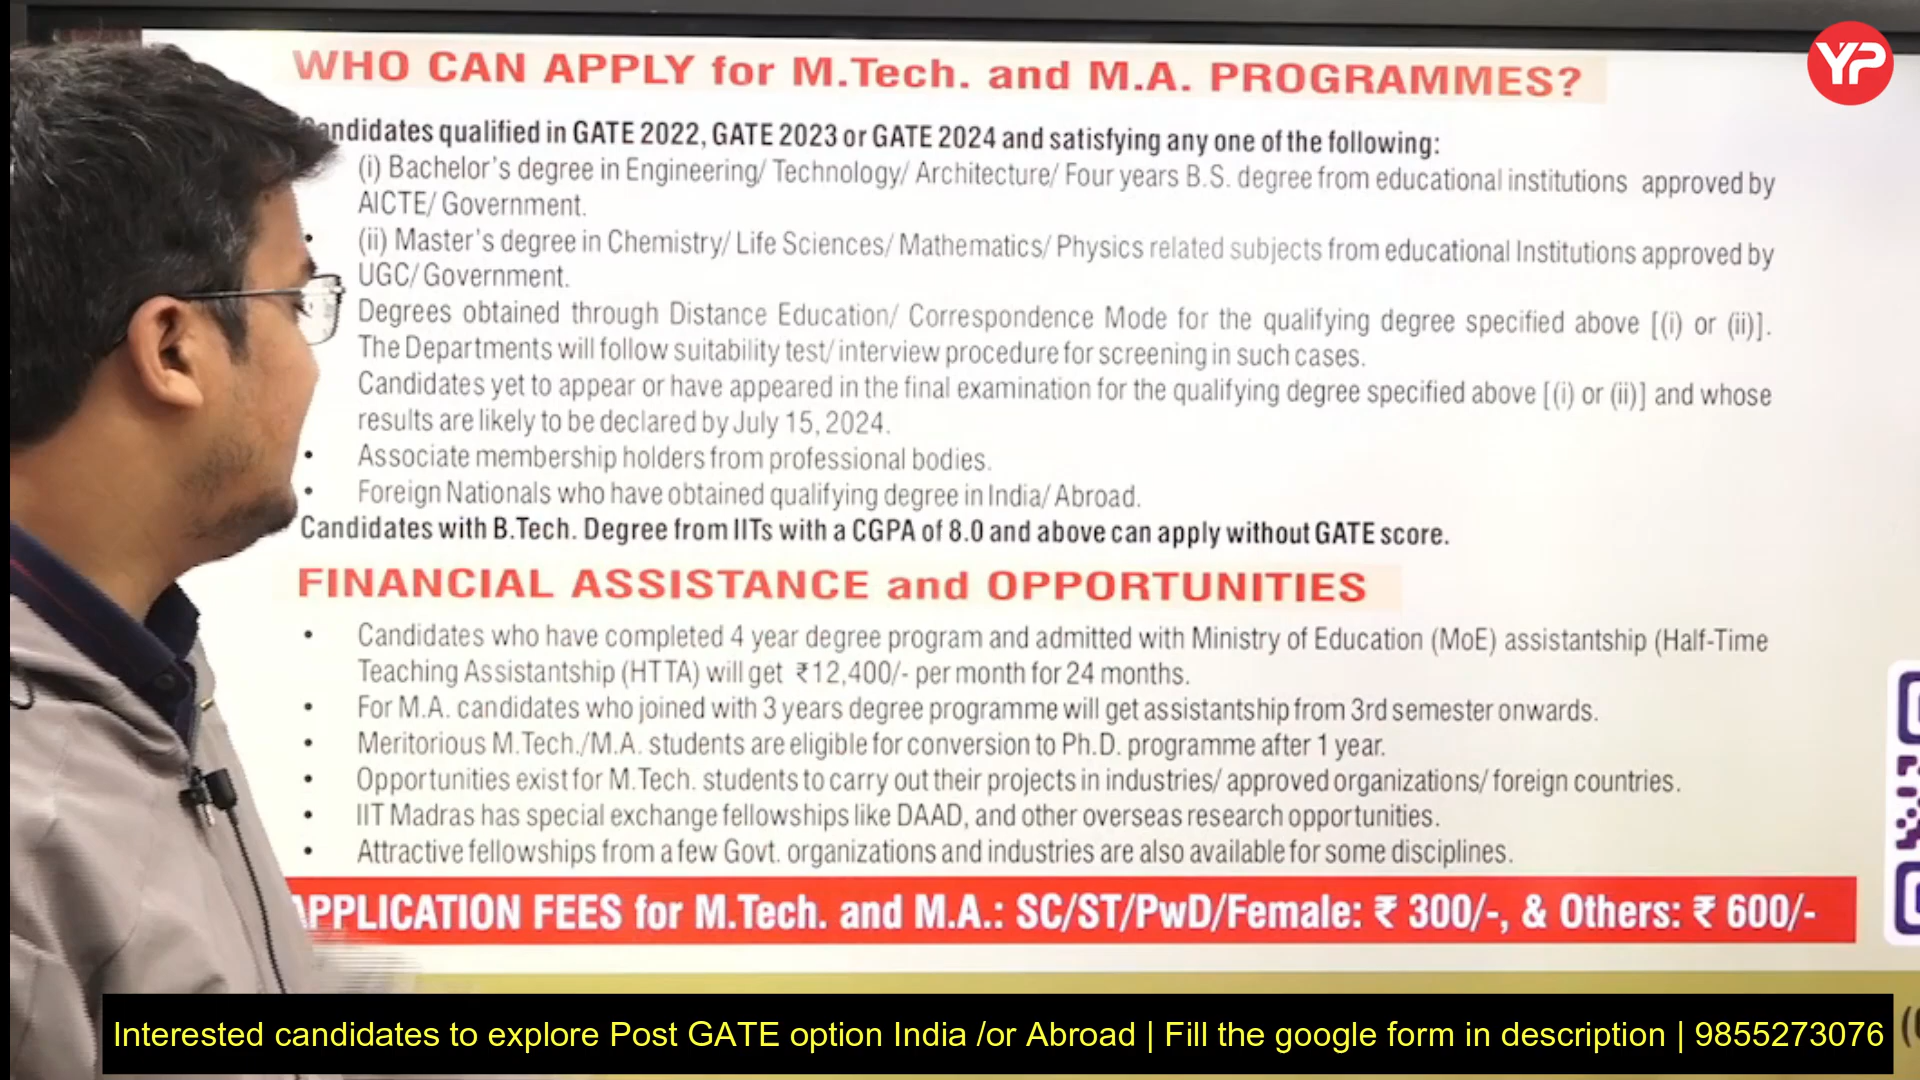 WHO CAN APPLY for M.Tech. and M.A. PROGRAMMES?
YP
Candidates qualified in GATE 2022, GATE 2023 or GATE 2024 and satisfying any one of the following:
(i) Bachelor's degree in Engineering/ Technology/ Architecture/ Four years B.S. degree from educational institutions approved by
AICTE/ Government.
• (ii) Master's degree in Chemistry/ Life Sciences/ Mathematics/ Physics related subjects from educational Institutions approved by
UGC/ Government.
Degrees obtained through Distance Education/ Correspondence Mode for the qualifying degree specified above [(i) or (ii)].
The Departments will follow suitability test/ interview procedure for screening in such cases.
Candidates yet to appear or have appeared in the final examination for the qualifying degree specified above [(i) or (ii)] and whose
results are likely to be declared by July 15, 2024.
• Associate membership holders from professional bodies.
• Foreign Nationals who have obtained qualifying degree in India/ Abroad.
Candidates with B.Tech. Degree from IITs with a CGPA of 8.0 and above can apply without GATE score.
FINANCIAL ASSISTANCE and OPPORTUNITIES
• Candidates who have completed 4 year degree program and admitted with Ministry of Education (MoE) assistantship (Half-Time
Teaching Assistantship (HTTA) will get ₹12,400/- per month for 24 months.
• For M.A. candidates who joined with 3 years degree programme will get assistantship from 3rd semester onwards.
• Meritorious M.Tech./M.A. students are eligible for conversion to Ph.D. programme after 1 year.
• Opportunities exist for M.Tech. students to carry out their projects in industries/ approved organizations/ foreign countries.
• IIT Madras has special exchange fellowships like DAAD, and other overseas research opportunities.
• Attractive fellowships from a few Govt. organizations and industries are also available for some disciplines.
APPLICATION FEES for M.Tech. and M.A.: SC/ST/PwD/Female: ₹ 300/-, & Others: ₹ 600/-
Interested candidates to explore Post GATE option India /or Abroad | Fill the google form in description | 9855273076